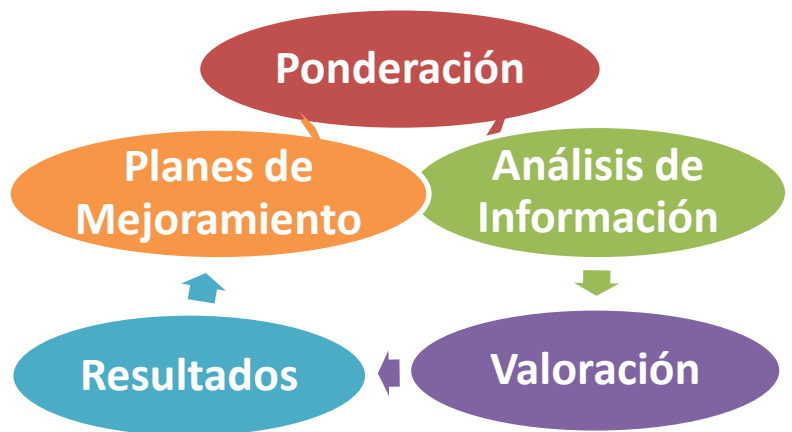 Ponderación
Planes de
Mejoramiento
Análisis de
Información
Resultados
Valoración